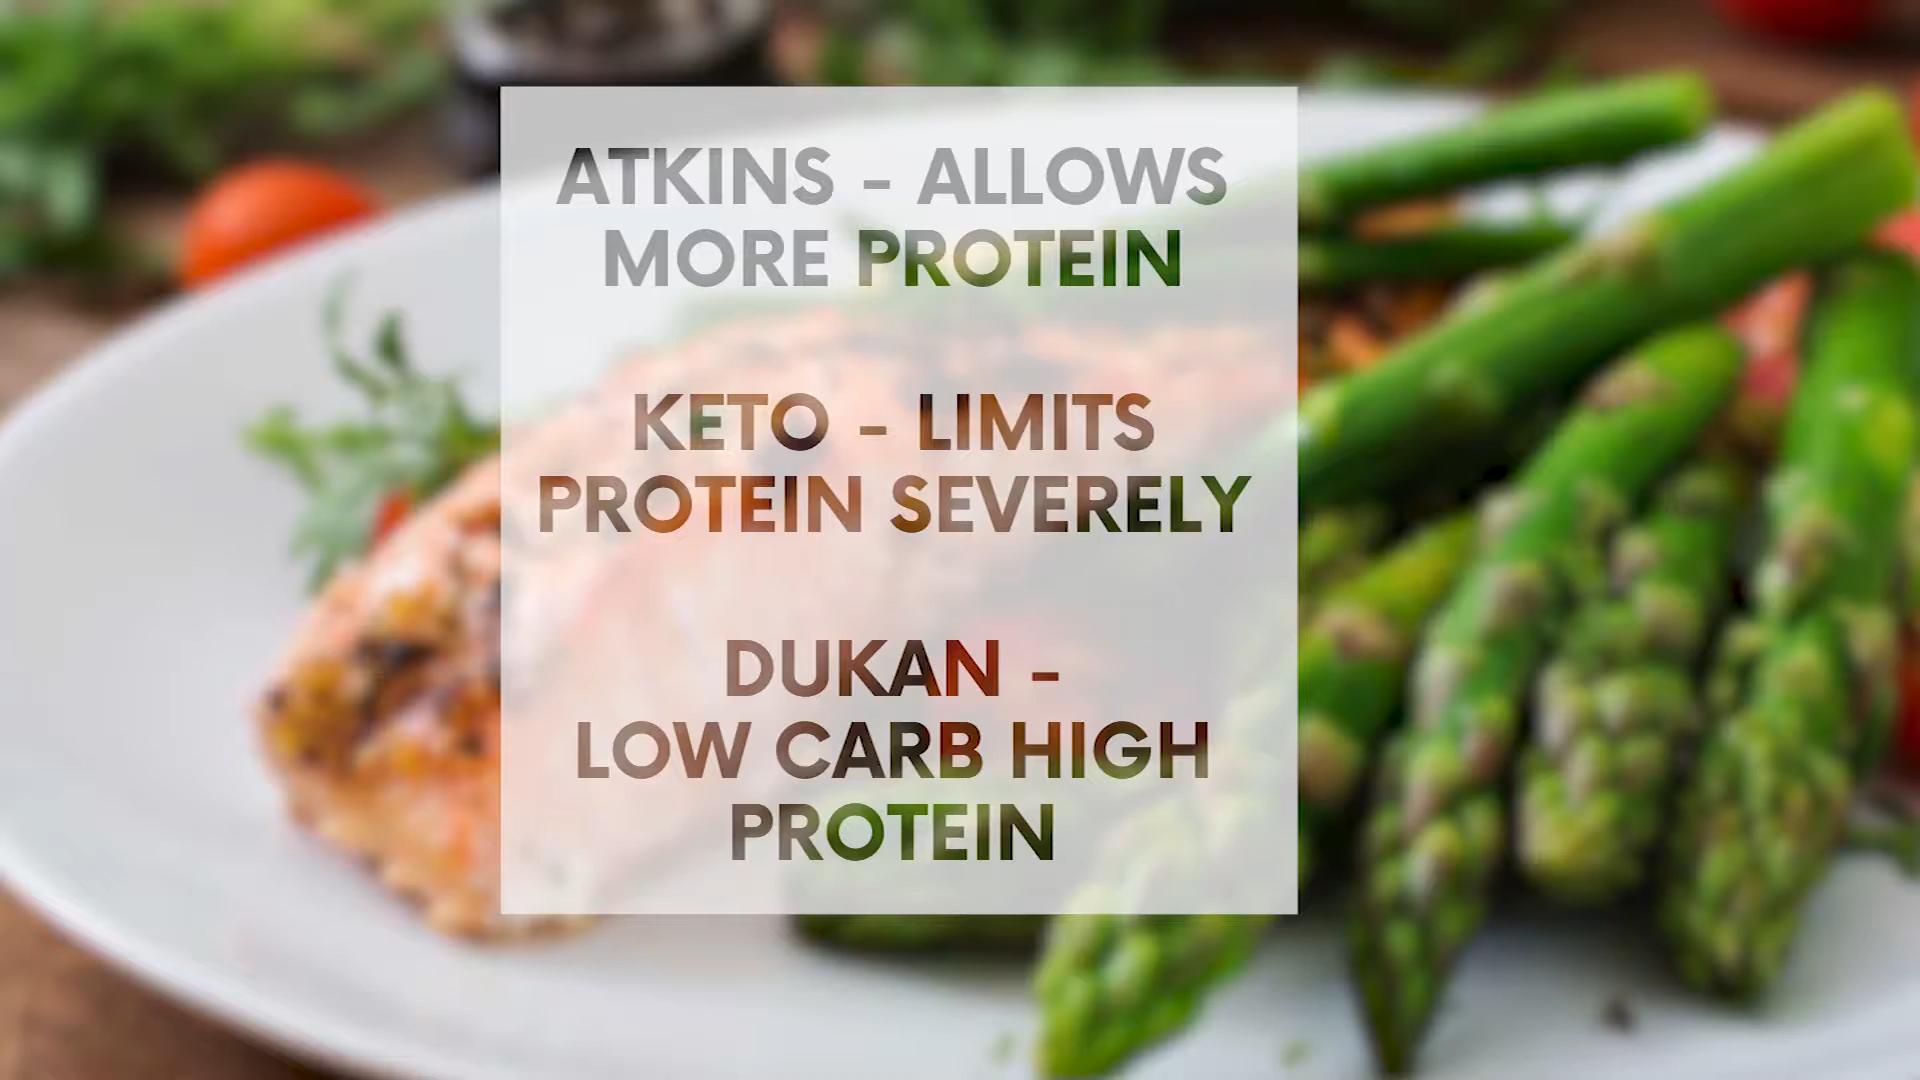 ATKINS - ALLOWS
MORE PROTEIN
KETO - LIMITS
PROTEIN SEVERELY
DUKAN -
LOW CARB HIGH
PROTEIN